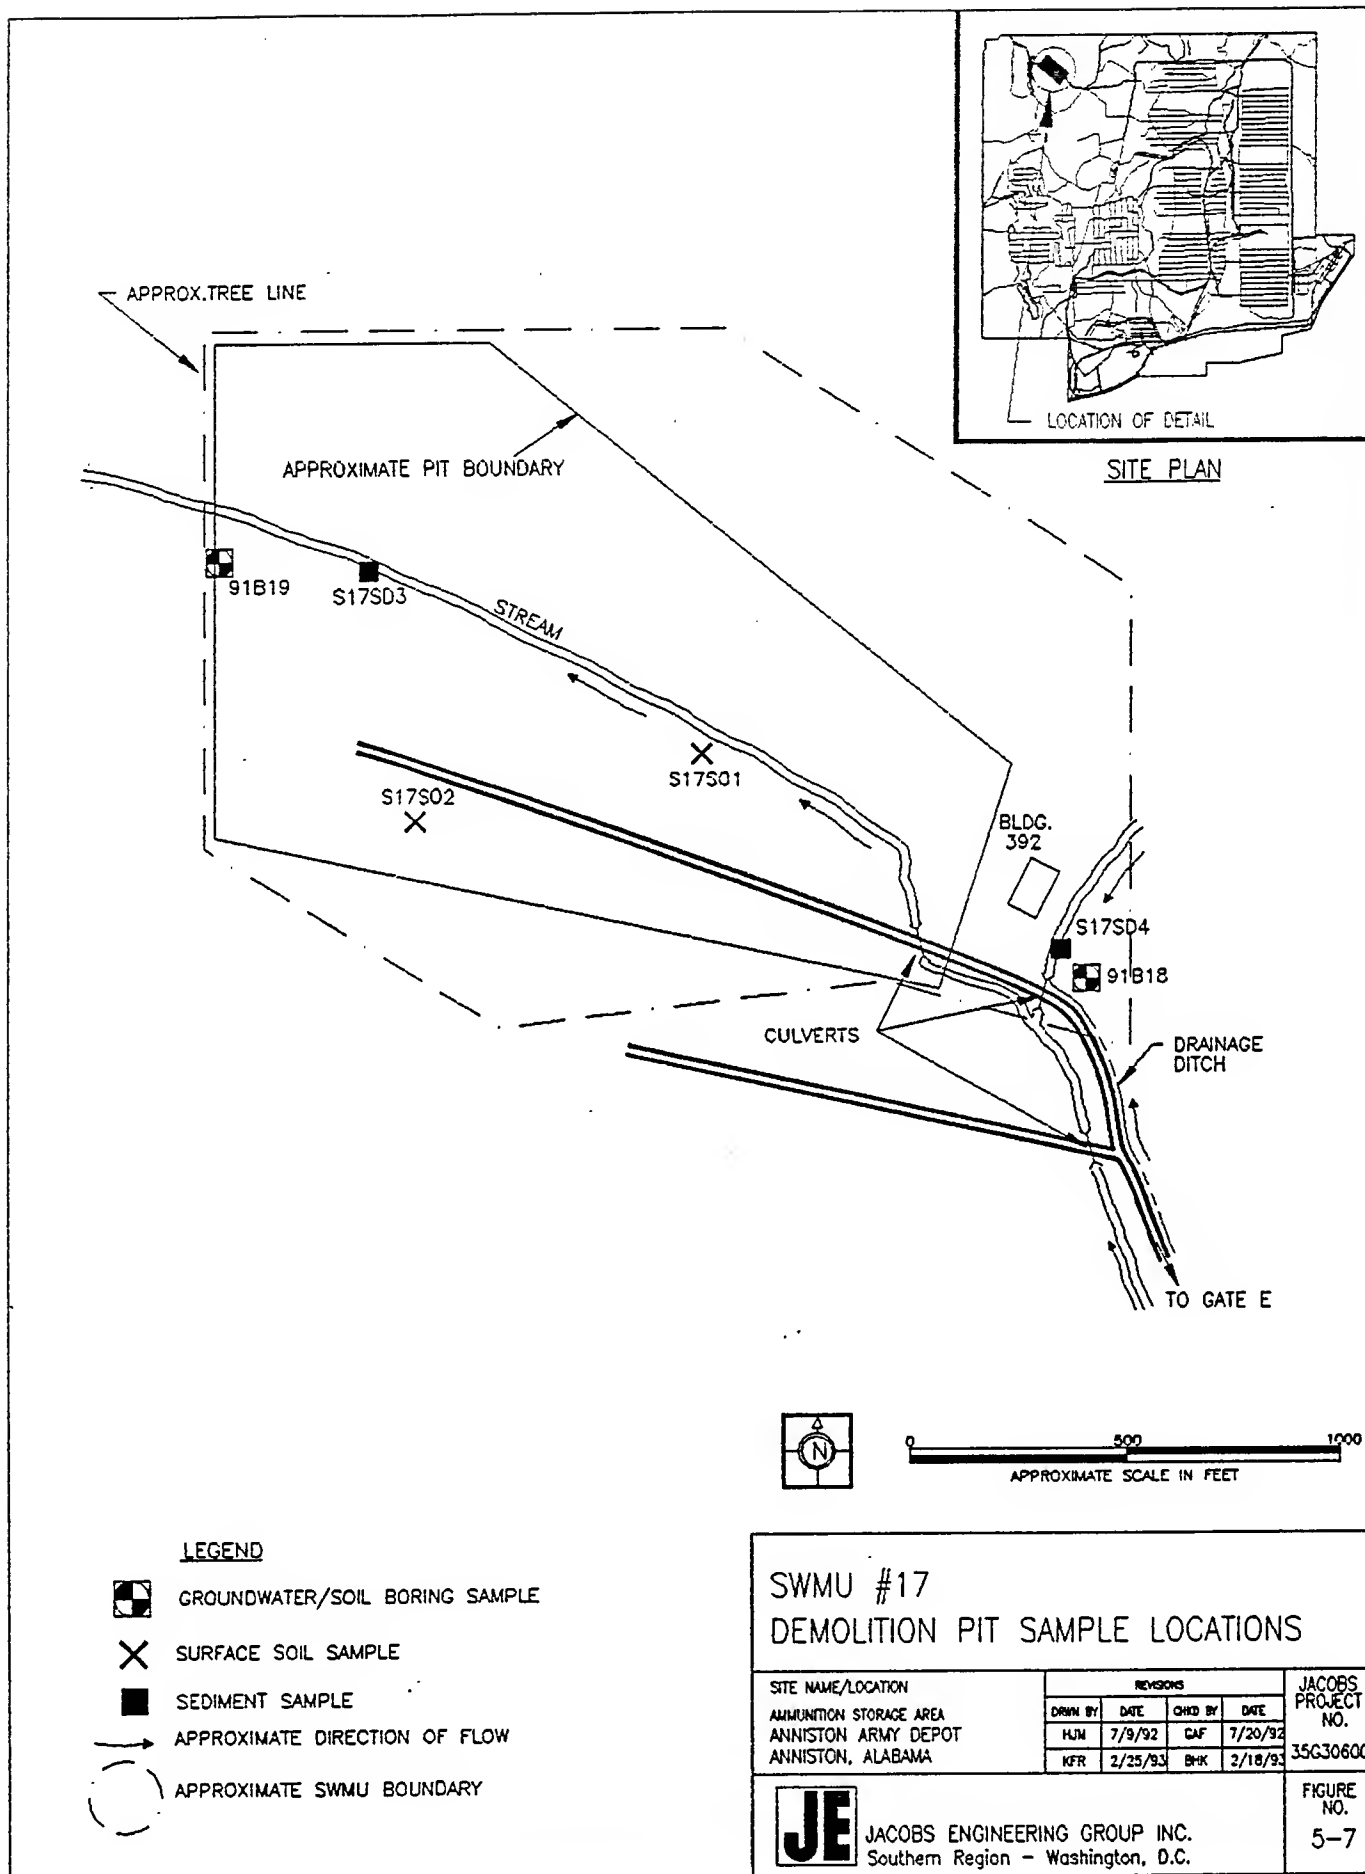 LOCATION OF DETAIL
SITE PLAN
APPROX.TREE LINE
APPROXIMATE PIT BOUNDARY
91B19
S17SD3
STREAM
S17SO1
S17SO2
BLDG.
392
S17SD4
91B18
CULVERTS
DRAINAGE
DITCH
TO GATE E
N
0 500 1000
APPROXIMATE SCALE IN FEET
LEGEND
GROUNDWATER/SOIL BORING SAMPLE
SURFACE SOIL SAMPLE
SEDIMENT SAMPLE
APPROXIMATE DIRECTION OF FLOW
APPROXIMATE SWMU BOUNDARY
SWMU #17
DEMOLITION PIT SAMPLE LOCATIONS
SITE NAME/LOCATION
AMMUNITION STORAGE AREA
ANNISTON ARMY DEPOT
ANNISTON, ALABAMA
REVISIONS
DRWN BY DATE CHKD BY DATE
HJM 7/9/92 GAF 7/20/92
KFR 2/25/93 BHK 2/18/93
JACOBS
PROJECT
NO.
35G30600
JE
JACOBS ENGINEERING GROUP INC.
Southern Region - Washington, D.C.
FIGURE
NO.
5-7